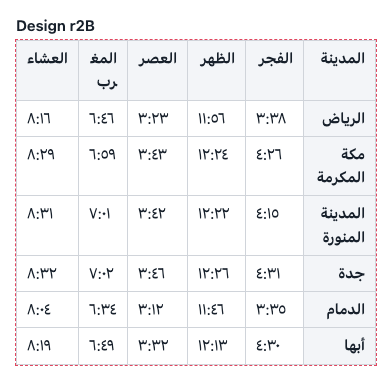 Design r2B
المدينة الفجر الظهر العصر المغرب العشاء
الرياض ٣:٣٨ ١١:٥٦ ٣:٢٣ ٦:٤٦ ٨:١٦
مكة المكرمة ٤:٢٦ ١٢:٢٤ ٣:٤٣ ٦:٥٩ ٨:٢٩
المدينة المنورة ٤:١٥ ١٢:٢٢ ٣:٤٢ ٧:٠١ ٨:٣١
جدة ٤:٣١ ١٢:٢٦ ٣:٤٦ ٧:٠٢ ٨:٣٢
الدمام ٣:٣٥ ١١:٤٦ ٣:١٢ ٦:٣٤ ٨:٠٤
أبها ٤:٣٠ ١٢:١٣ ٣:٣٢ ٦:٤٩ ٨:١٩